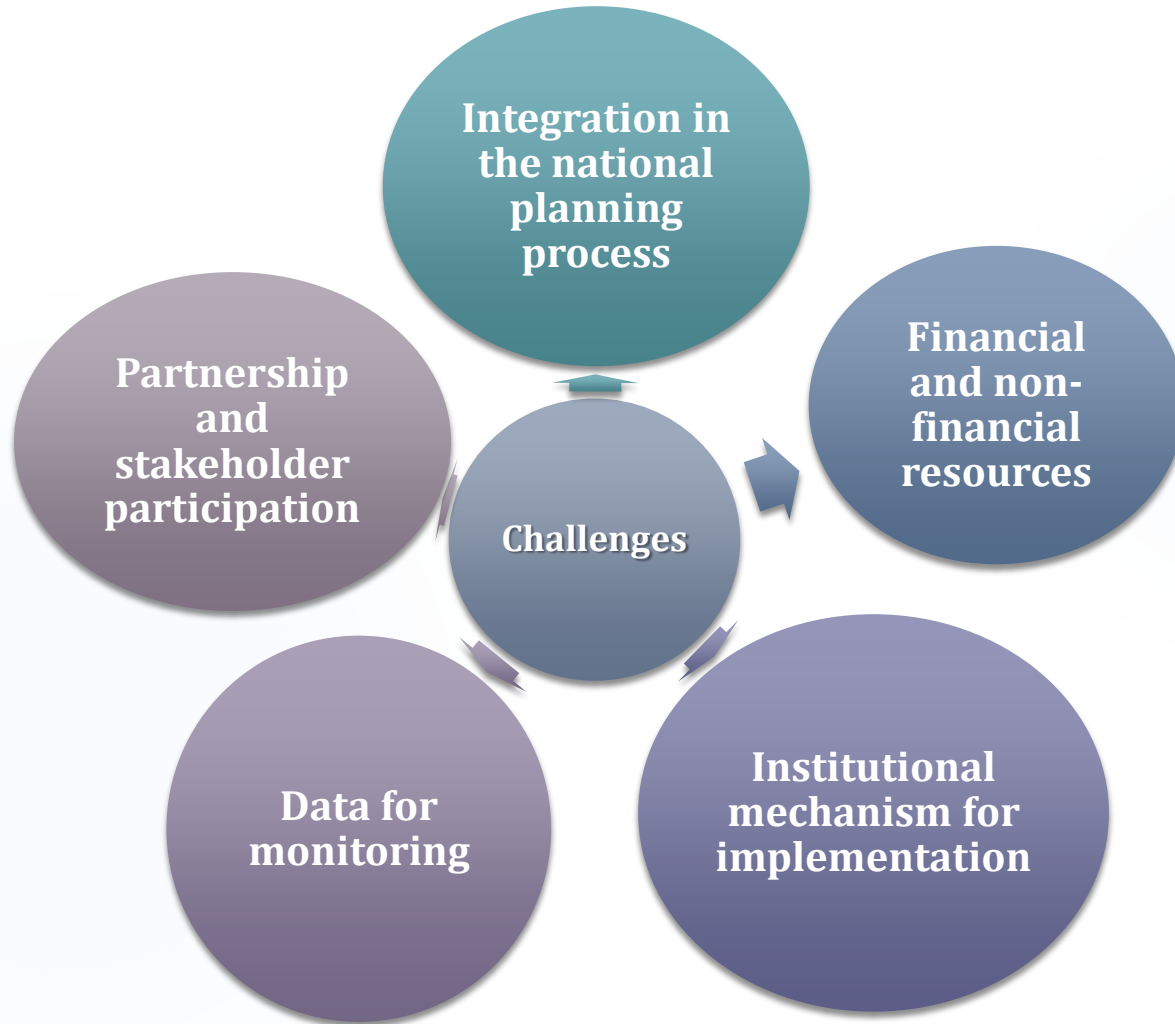 Integration in
the national
planning
process
Financial
and non-
financial
resources
Partnership
and
stakeholder
participation
Challenges
Institutional
mechanism for
implementation
Data for
monitoring